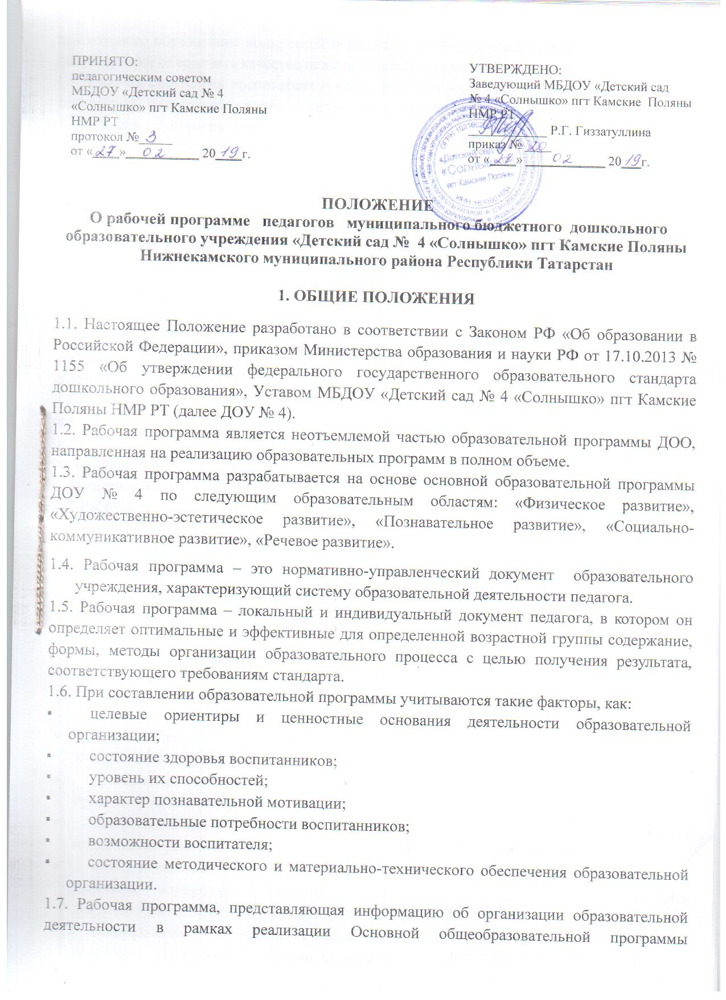 ПРИНЯТО:
педагогическим советом
МБДОУ «Детский сад № 4
«Солнышко» пгт Камские Поляны
НМР РТ
протокол № 3
от «27» 02 2019г.
УТВЕРЖДЕНО:
Заведующий МБДОУ «Детский сад
№ 4 «Солнышко» пгт Камские Поляны
НМР РТ
Р.Г. Гиззатуллина
приказ № 20
от «28» 02 2019г.
«Детский сад
«Солнышко»
пгт Камские Поляны
ИНН 1630001654
ПОЛОЖЕНИЕ
О рабочей программе педагогов муниципального бюджетного дошкольного
образовательного учреждения «Детский сад № 4 «Солнышко» пгт Камские Поляны
Нижнекамского муниципального района Республики Татарстан
1. ОБЩИЕ ПОЛОЖЕНИЯ
1.1. Настоящее Положение разработано в соответствии с Законом РФ «Об образовании в
Российской Федерации», приказом Министерства образования и науки РФ от 17.10.2013 №
1155 «Об утверждении федерального государственного образовательного стандарта
дошкольного образования», Уставом МБДОУ «Детский сад № 4 «Солнышко» пгт Камские
Поляны НМР РТ (далее ДОУ № 4).
1.2. Рабочая программа является неотъемлемой частью образовательной программы ДОО,
направленная на реализацию образовательных программ в полном объеме.
1.3. Рабочая программа разрабатывается на основе основной образовательной программы
ДОУ № 4 по следующим образовательным областям: «Физическое развитие»,
«Художественно-эстетическое развитие», «Познавательное развитие», «Социально-
коммуникативное развитие», «Речевое развитие».
1.4. Рабочая программа – это нормативно-управленческий документ образовательного
учреждения, характеризующий систему образовательной деятельности педагога.
1.5. Рабочая программа – локальный и индивидуальный документ педагога, в котором он
определяет оптимальные и эффективные для определенной возрастной группы содержание,
формы, методы организации образовательного процесса с целью получения результата,
соответствующего требованиям стандарта.
1.6. При составлении образовательной программы учитываются такие факторы, как:
▪ целевые ориентиры и ценностные основания деятельности образовательной
организации;
▪ состояние здоровья воспитанников;
▪ уровень их способностей;
▪ характер познавательной мотивации;
▪ образовательные потребности воспитанников;
▪ возможности воспитателя;
▪ состояние методического и материально-технического обеспечения образовательной
организации.
1.7. Рабочая программа, представляющая информацию об организации образовательной
деятельности в рамках реализации Основной общеобразовательной программы